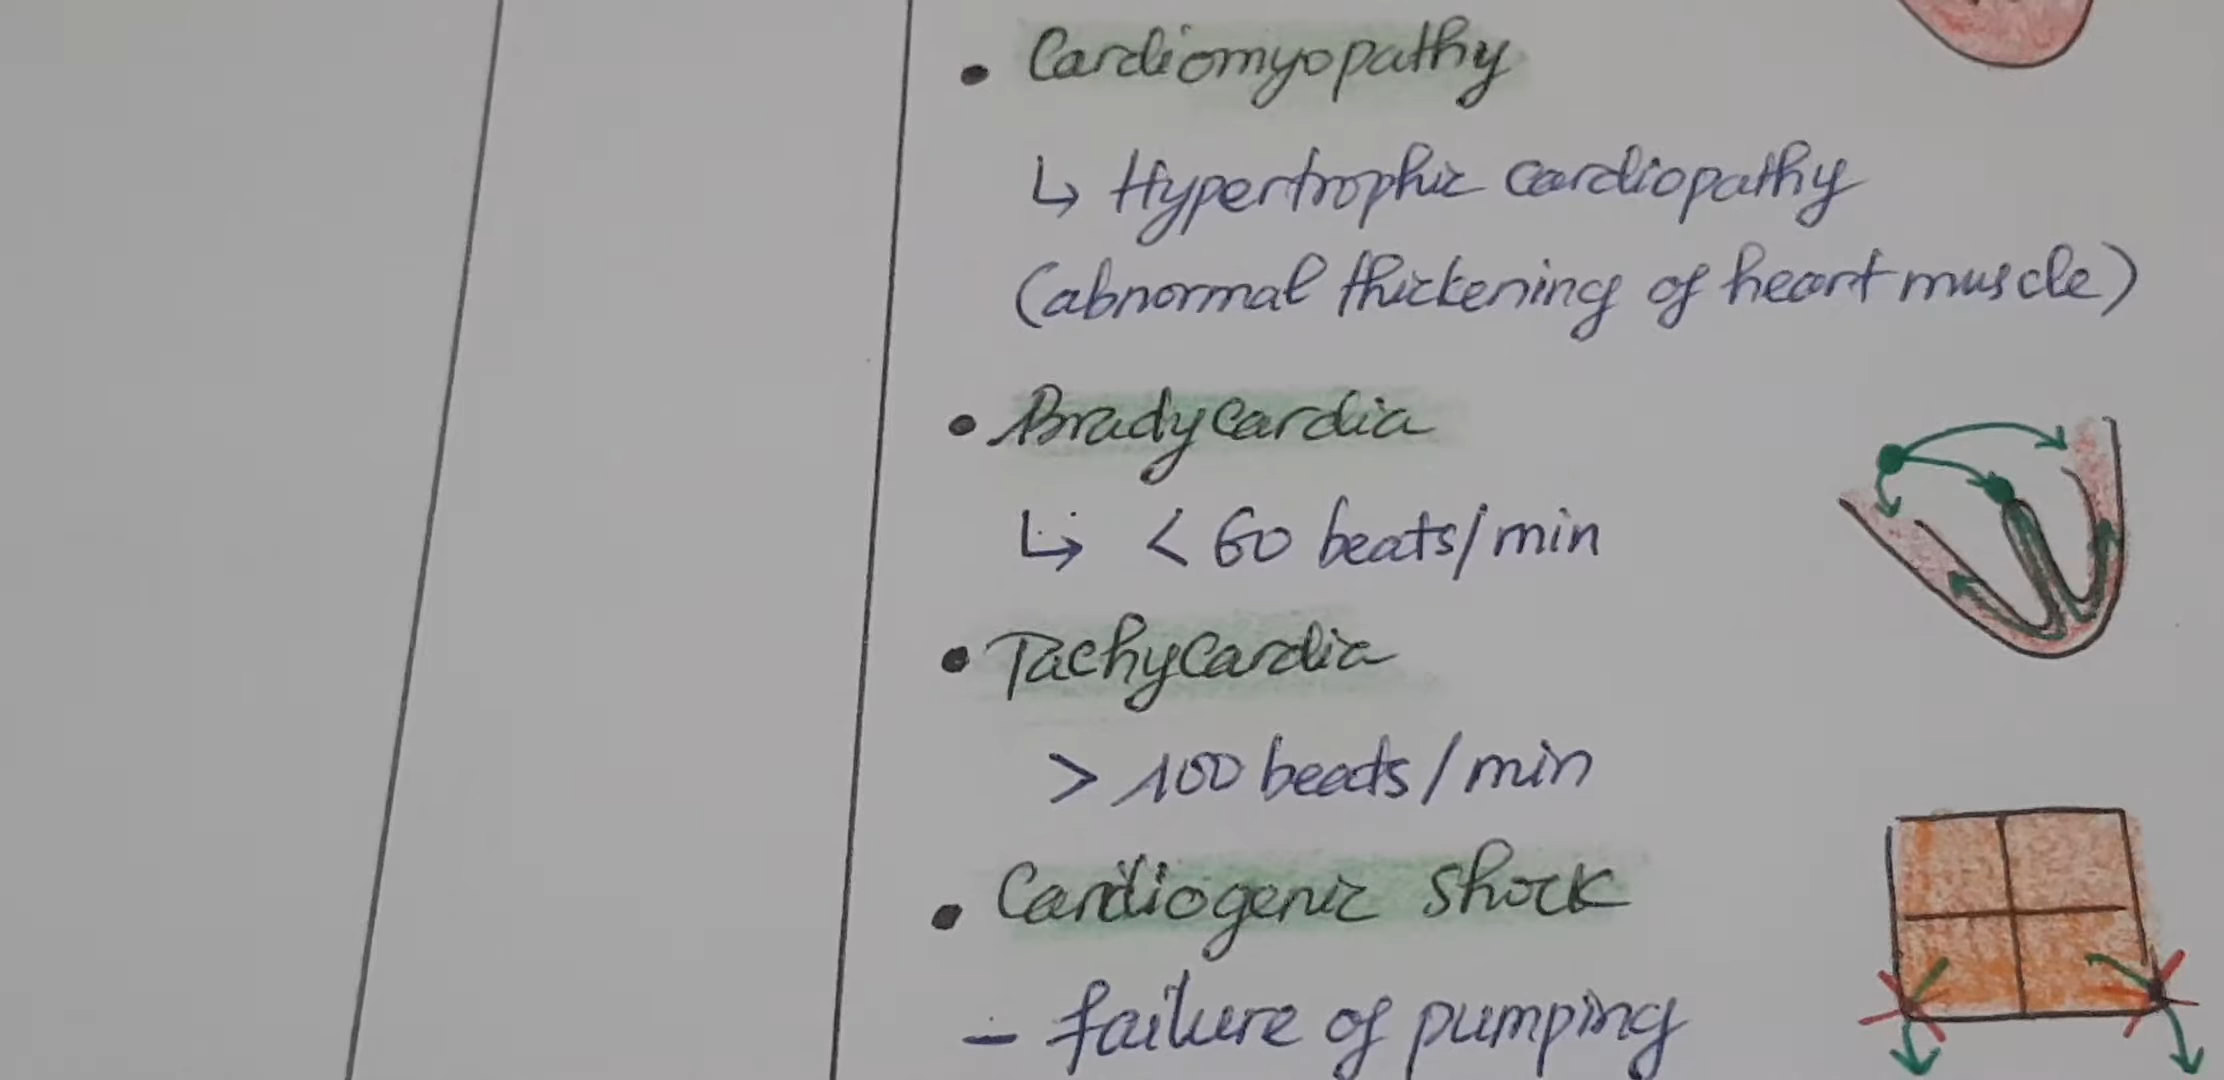 • Cardiomyopathy
↳ Hypertrophic cardiopathy
(abnormal thickening of heart muscle)
• Bradycardia
↳ < 60 beats/min
• Tachycardia
> 100 beats/min
• Cardiogenic shock
- failure of pumping